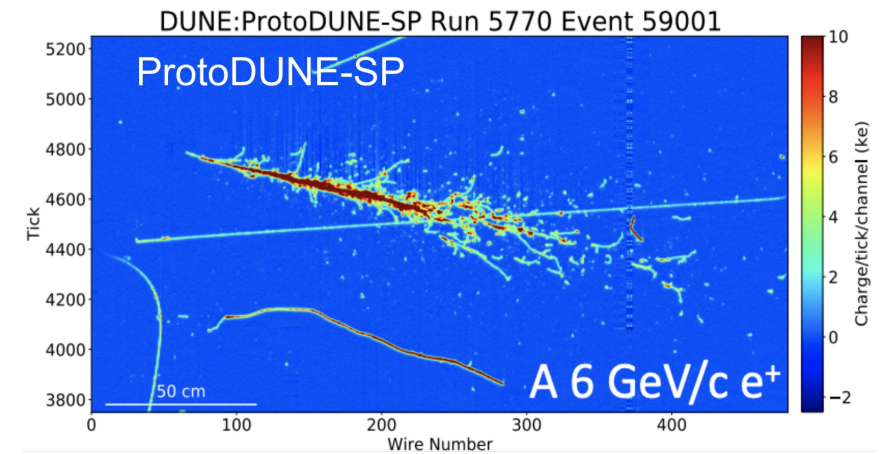 DUNE:ProtoDUNE-SP Run 5770 Event 59001
ProtoDUNE-SP
5200
5000
4800
4600
4400
4200
4000
3800
Tick
50 cm
A 6 GeV/c e⁺
0 100 200 300 400
Wire Number
10
8
6
4
2
0
−2
Charge/tick/channel (ke)